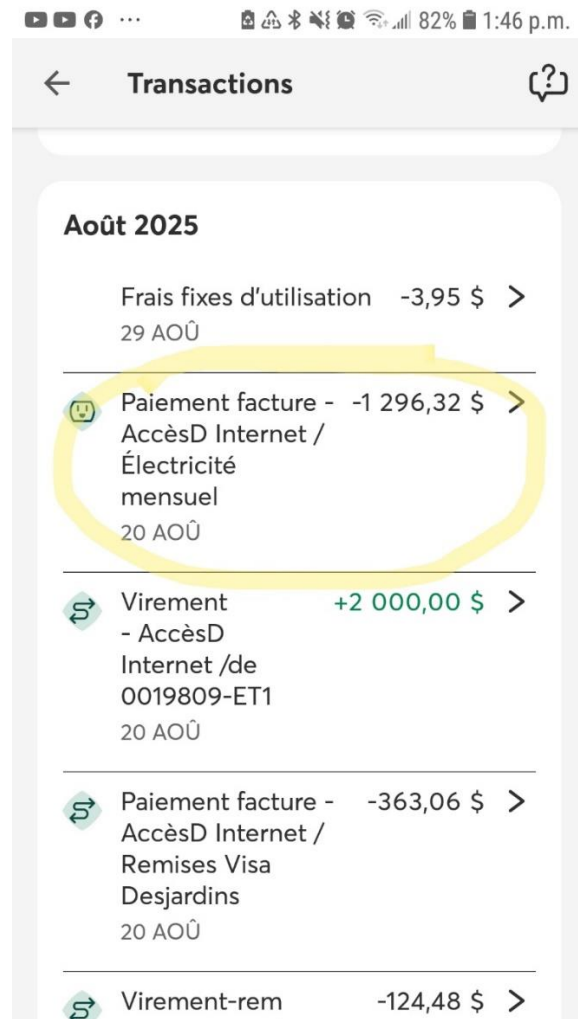 82% 1:46 p.m.
Transactions
Août 2025
Frais fixes d'utilisation -3,95 $
29 AOÛ
Paiement facture - -1 296,32 $
AccèsD Internet /
Électricité
mensuel
20 AOÛ
Virement +2 000,00 $
- AccèsD
Internet /de
0019809-ET1
20 AOÛ
Paiement facture - -363,06 $
AccèsD Internet /
Remises Visa
Desjardins
20 AOÛ
Virement-rem -124,48 $